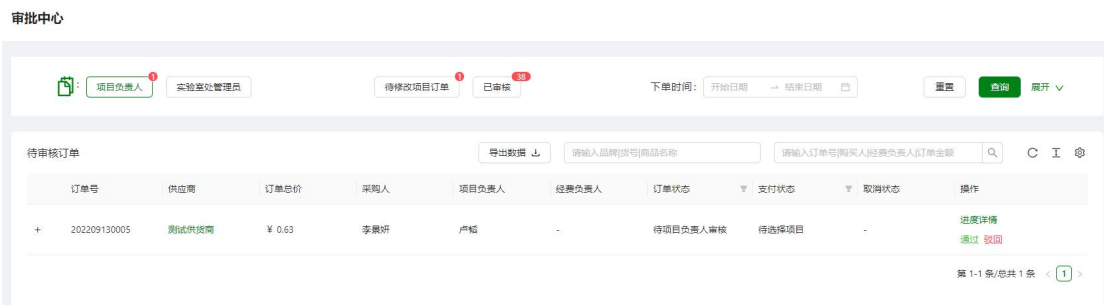 审批中心
项目负责人 1 实验室处管理员 待修改项目订单 1 已审核 38 下单时间: 开始日期 → 结束日期 重置 查询 展开
待审核订单 导出数据 请输入品牌|货号|商品名称 请输入订单号|购买人|经费负责人|订单金额
订单号 供应商 订单总价 采购人 项目负责人 经费负责人 订单状态 支付状态 取消状态 操作
+ 202209130005 测试供货商 ¥ 0.63 李景妍 卢韬 - 待项目负责人审核 待选择项目 - 进度详情
通过 驳回
第 1-1 条/总共 1 条 < 1 >